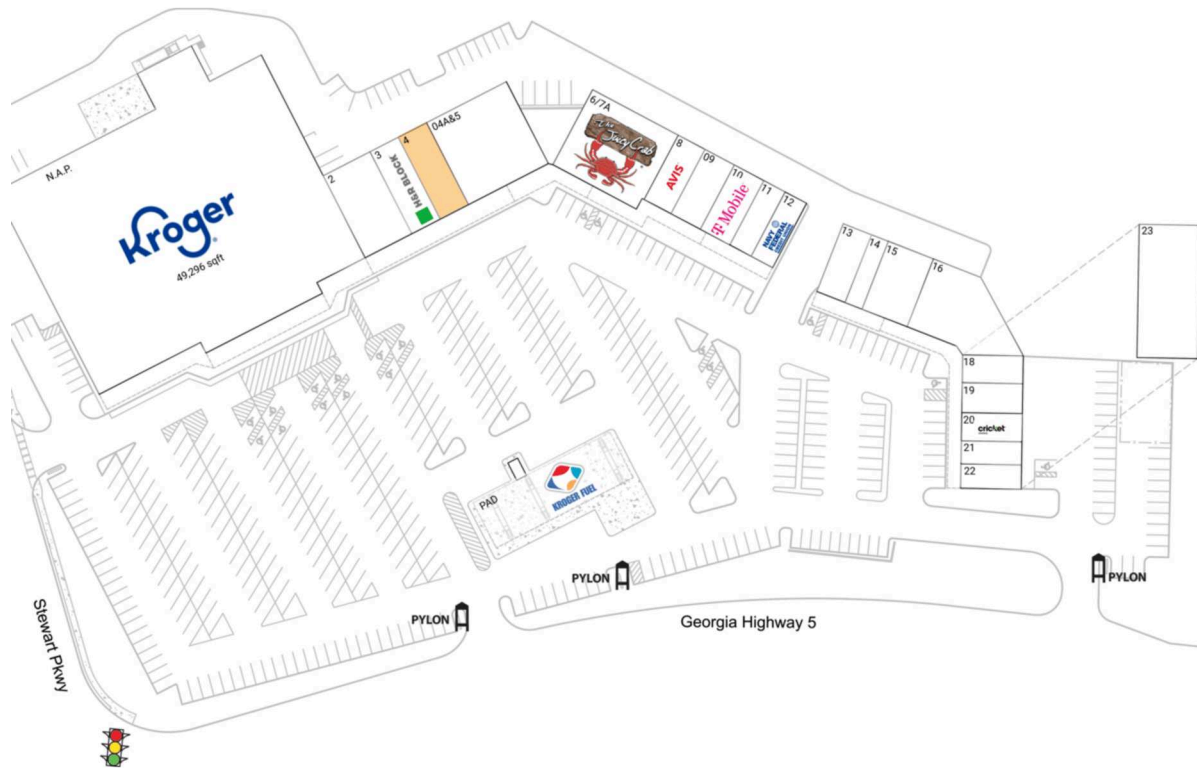 N.A.P.
Kroger
49,296 sqft
2
3
H&R BLOCK
4
04A&5
6/7A
The
Juicy Crab
8
AVIS
09
10
T Mobile
11
12
NAVY
FEDERAL
13
14
15
16
23
18
19
20
cricket
21
22
PAD
KROGER FUEL
PYLON
PYLON
PYLON
Georgia Highway 5
Stewart Pkwy